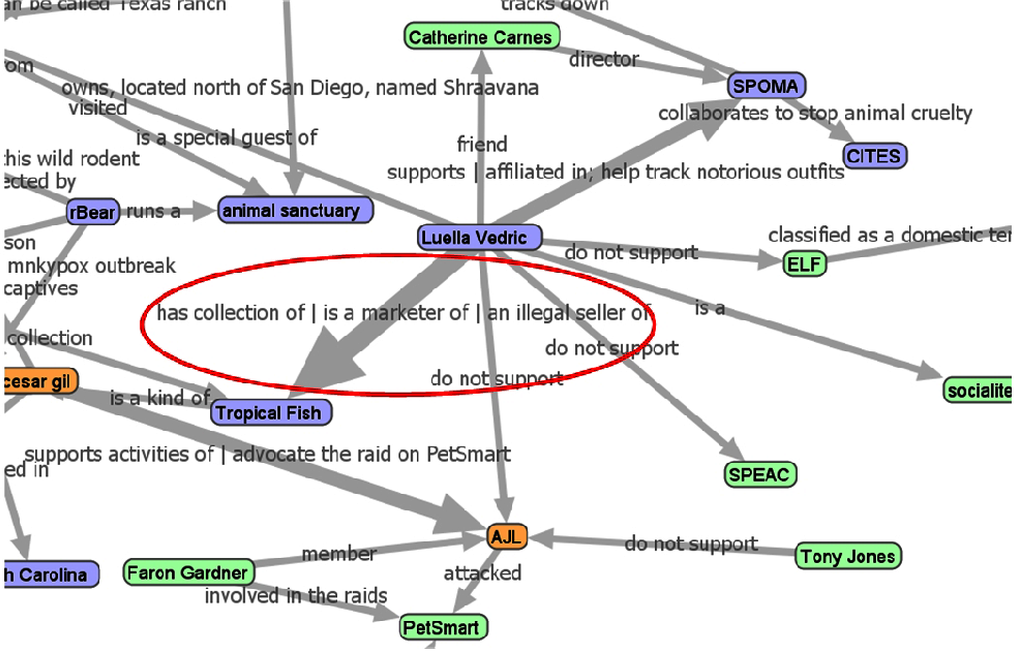 an be called Texas ranch
tracks down
Catherine Carnes
director
om
owns, located north of San Diego, named Shraavana
SPOMA
visited
collaborates to stop animal cruelty
is a special guest of
friend
CITES
this wild rodent
supports | affiliated in; help track notorious outfits
ected by
rBear
runs a
animal sanctuary
Luella Vedric
son
do not support
classified as a domestic ter
ELF
mnkypox outbreak
captives
has collection of | is a marketer of | an illegal seller of
is a
collection
do not support
cesar gil
do not support
socialite
is a kind of
Tropical Fish
supports activities of | advocate the raid on PetSmart
ed in
SPEAC
AJL
member
do not support
Tony Jones
h Carolina
Faron Gardner
attacked
involved in the raids
PetSmart